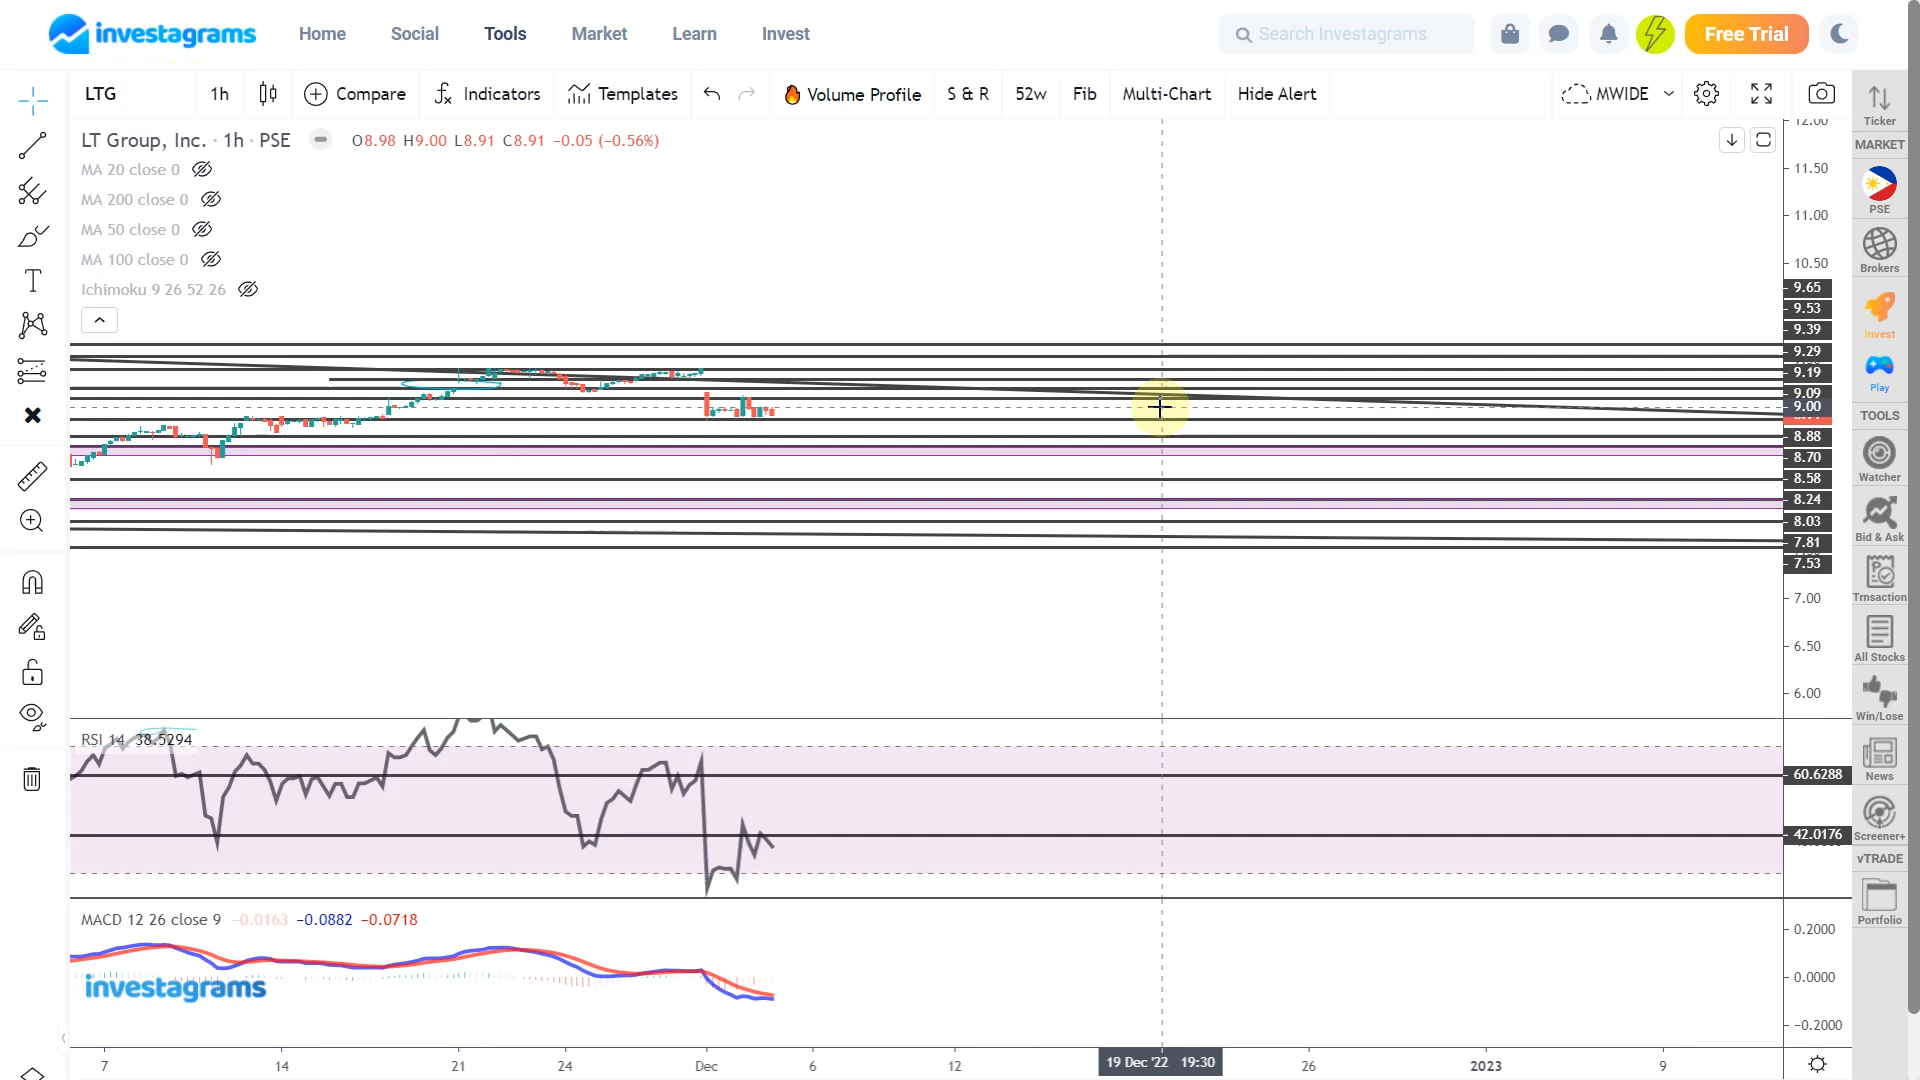 investagrams
Home Social Tools Market Learn Invest
Search Investagrams
Free Trial
LTG 1h Compare Indicators Templates Volume Profile S & R 52w Fib Multi-Chart Hide Alert MWIDE
LT Group, Inc. · 1h · PSE O8.98 H9.00 L8.91 C8.91 −0.05 (−0.56%)
MA 20 close 0
MA 200 close 0
MA 50 close 0
MA 100 close 0
Ichimoku 9 26 52 26
12.00
11.50
11.00
10.50
9.65
9.53
9.39
9.29
9.19
9.09
9.00
8.88
8.70
8.58
8.24
8.03
7.81
7.53
7.00
6.50
6.00
RSI 14 38.5294
60.6288
42.0176
MACD 12 26 close 9 −0.0163 −0.0882 −0.0718
0.2000
0.0000
−0.2000
investagrams
7 14 21 24 Dec 6 12 19 Dec '22 19:30 26 2023 9
Ticker
MARKET
PSE
Brokers
Invest
Play
TOOLS
Watcher
Bid & Ask
Trnsaction
All Stocks
Win/Lose
News
Screener+
vTRADE
Portfolio